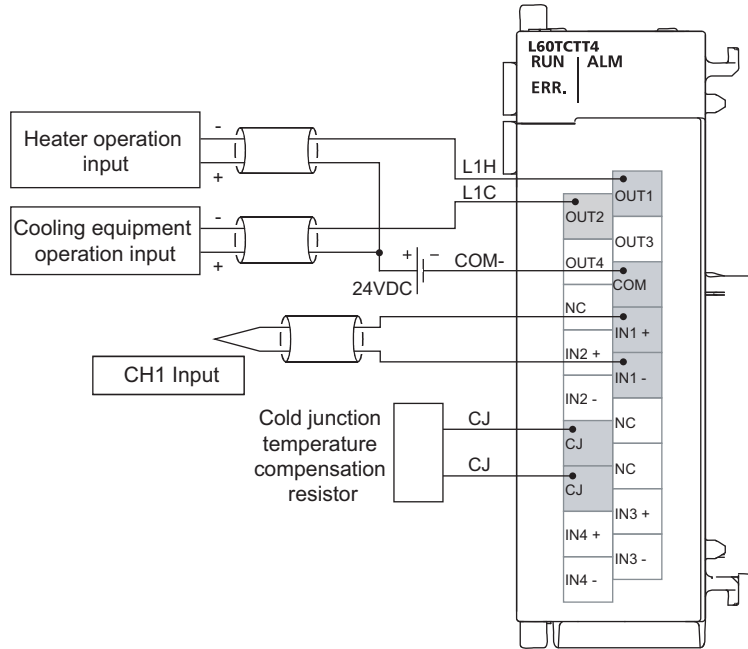 L60TCTT4
RUN ALM
ERR.
Heater operation
input
-
+
L1H
Cooling equipment
operation input
-
+
L1C
+ -
24VDC
COM-
CH1 Input
Cold junction
temperature
compensation
resistor
CJ
CJ
OUT1
OUT2
OUT3
OUT4
COM
NC
IN1 +
IN2 +
IN1 -
IN2 -
NC
CJ
NC
CJ
IN3 +
IN4 +
IN3 -
IN4 -